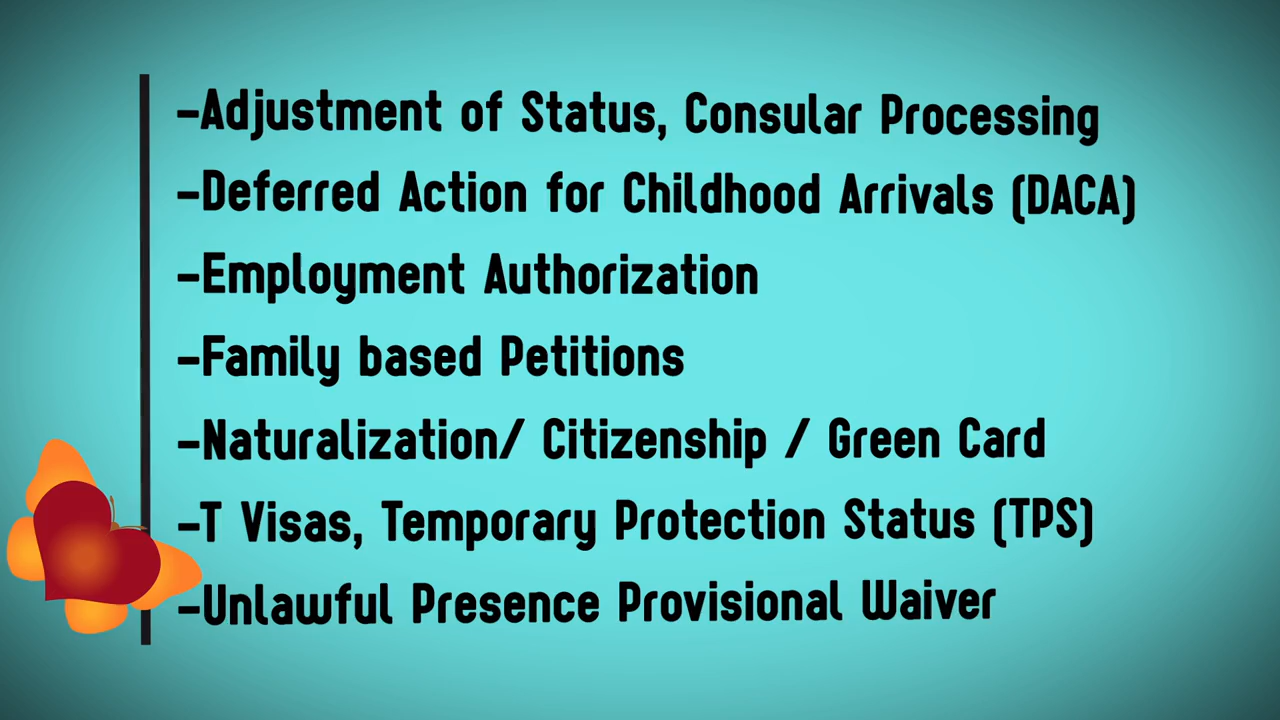 -Adjustment of Status, Consular Processing
-Deferred Action for Childhood Arrivals (DACA)
-Employment Authorization
-Family based Petitions
-Naturalization/ Citizenship / Green Card
-T Visas, Temporary Protection Status (TPS)
-Unlawful Presence Provisional Waiver